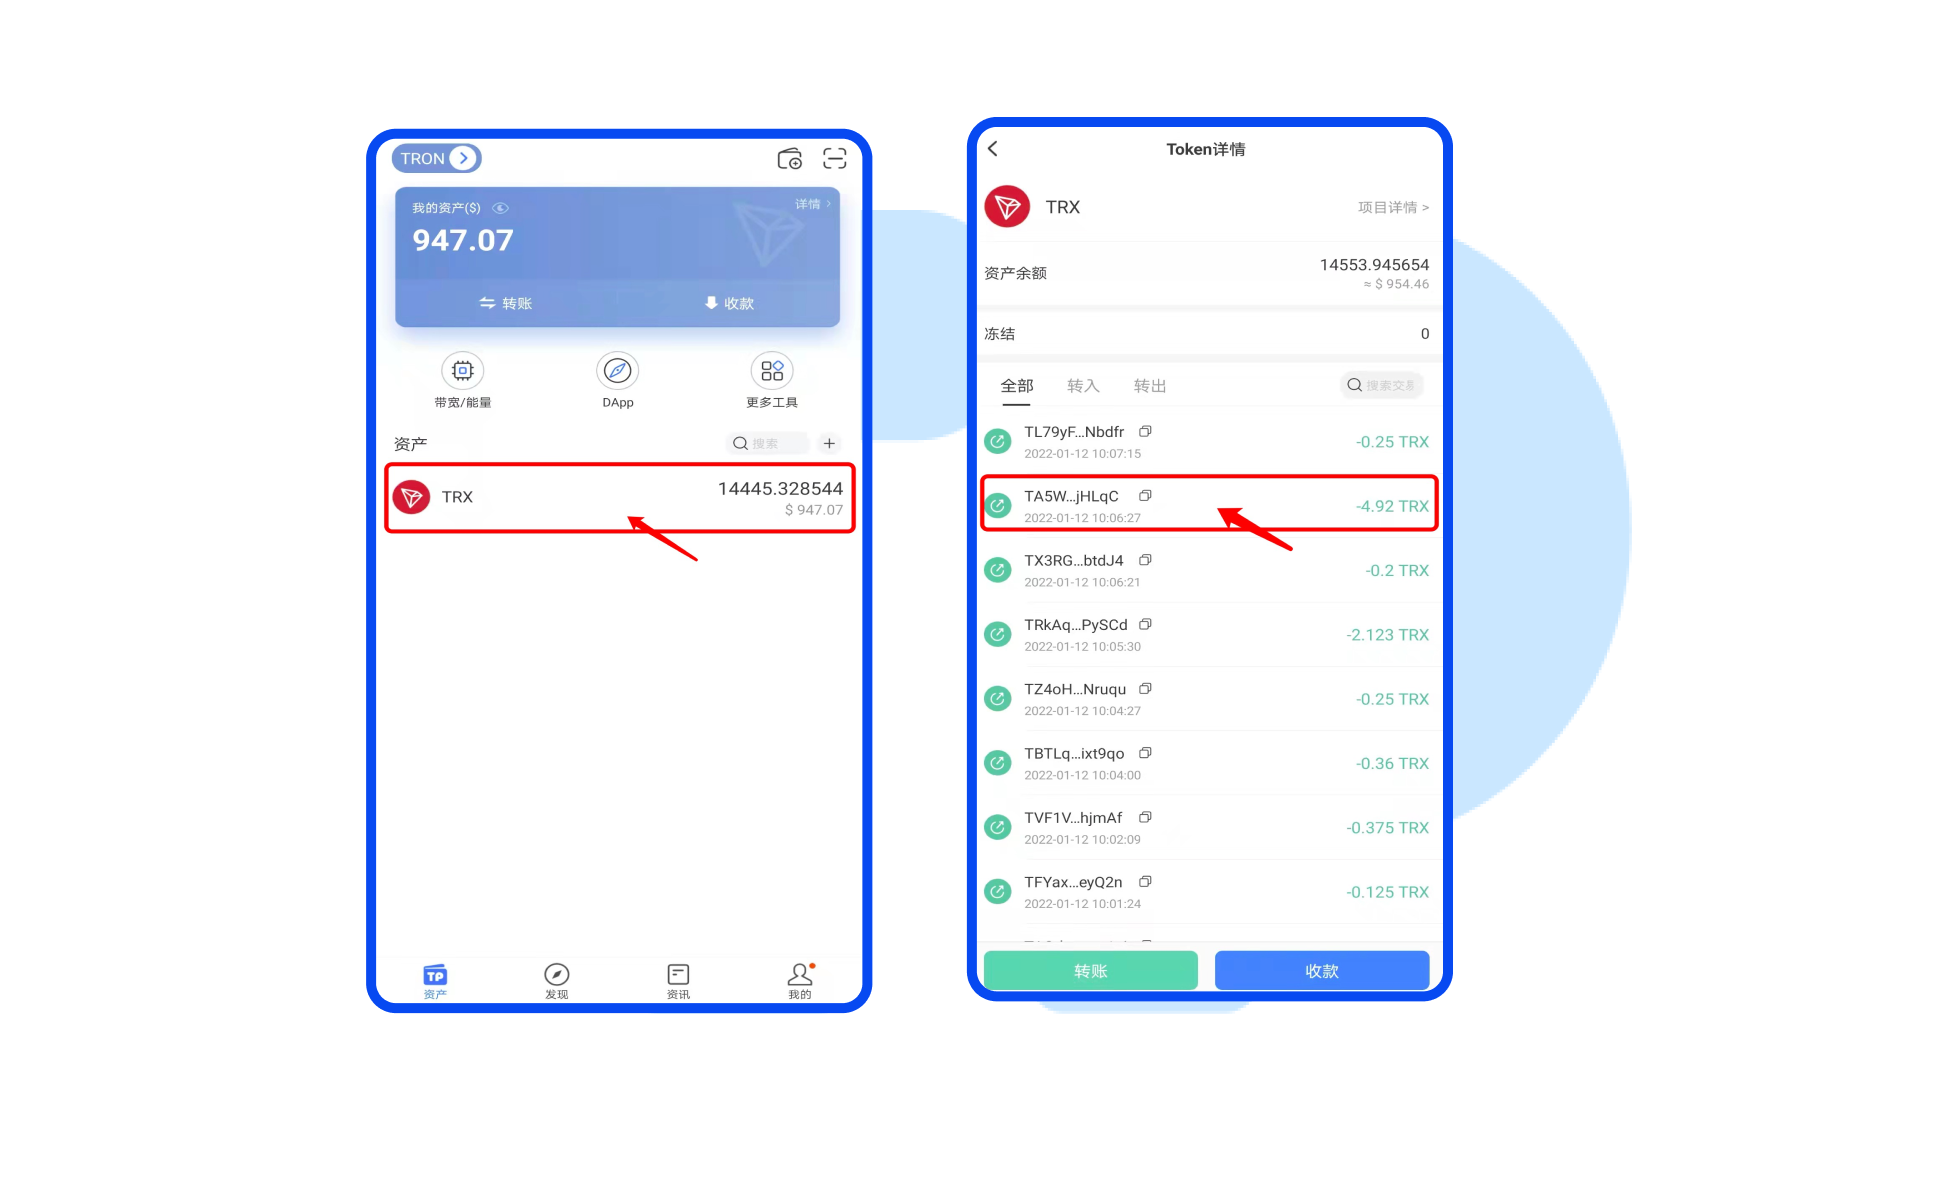 TRON
我的资产($)
详情 >
947.07
转账
收款
带宽/能量
DApp
更多工具
资产
搜索
TRX
14445.328544
$ 947.07
TP
资产
发现
资讯
我的
Token详情
TRX
项目详情 >
资产余额
14553.945654
≈ $ 954.46
冻结
0
全部
转入
转出
搜索交易
TL79yF...Nbdfr
2022-01-12 10:07:15
-0.25 TRX
TA5W...jHLqC
2022-01-12 10:06:27
-4.92 TRX
TX3RG...btdJ4
2022-01-12 10:06:21
-0.2 TRX
TRkAq...PySCd
2022-01-12 10:05:30
-2.123 TRX
TZ4oH...Nruqu
2022-01-12 10:04:27
-0.25 TRX
TBTLq...ixt9qo
2022-01-12 10:04:00
-0.36 TRX
TVF1V...hjmAf
2022-01-12 10:02:09
-0.375 TRX
TFYax...eyQ2n
2022-01-12 10:01:24
-0.125 TRX
转账
收款